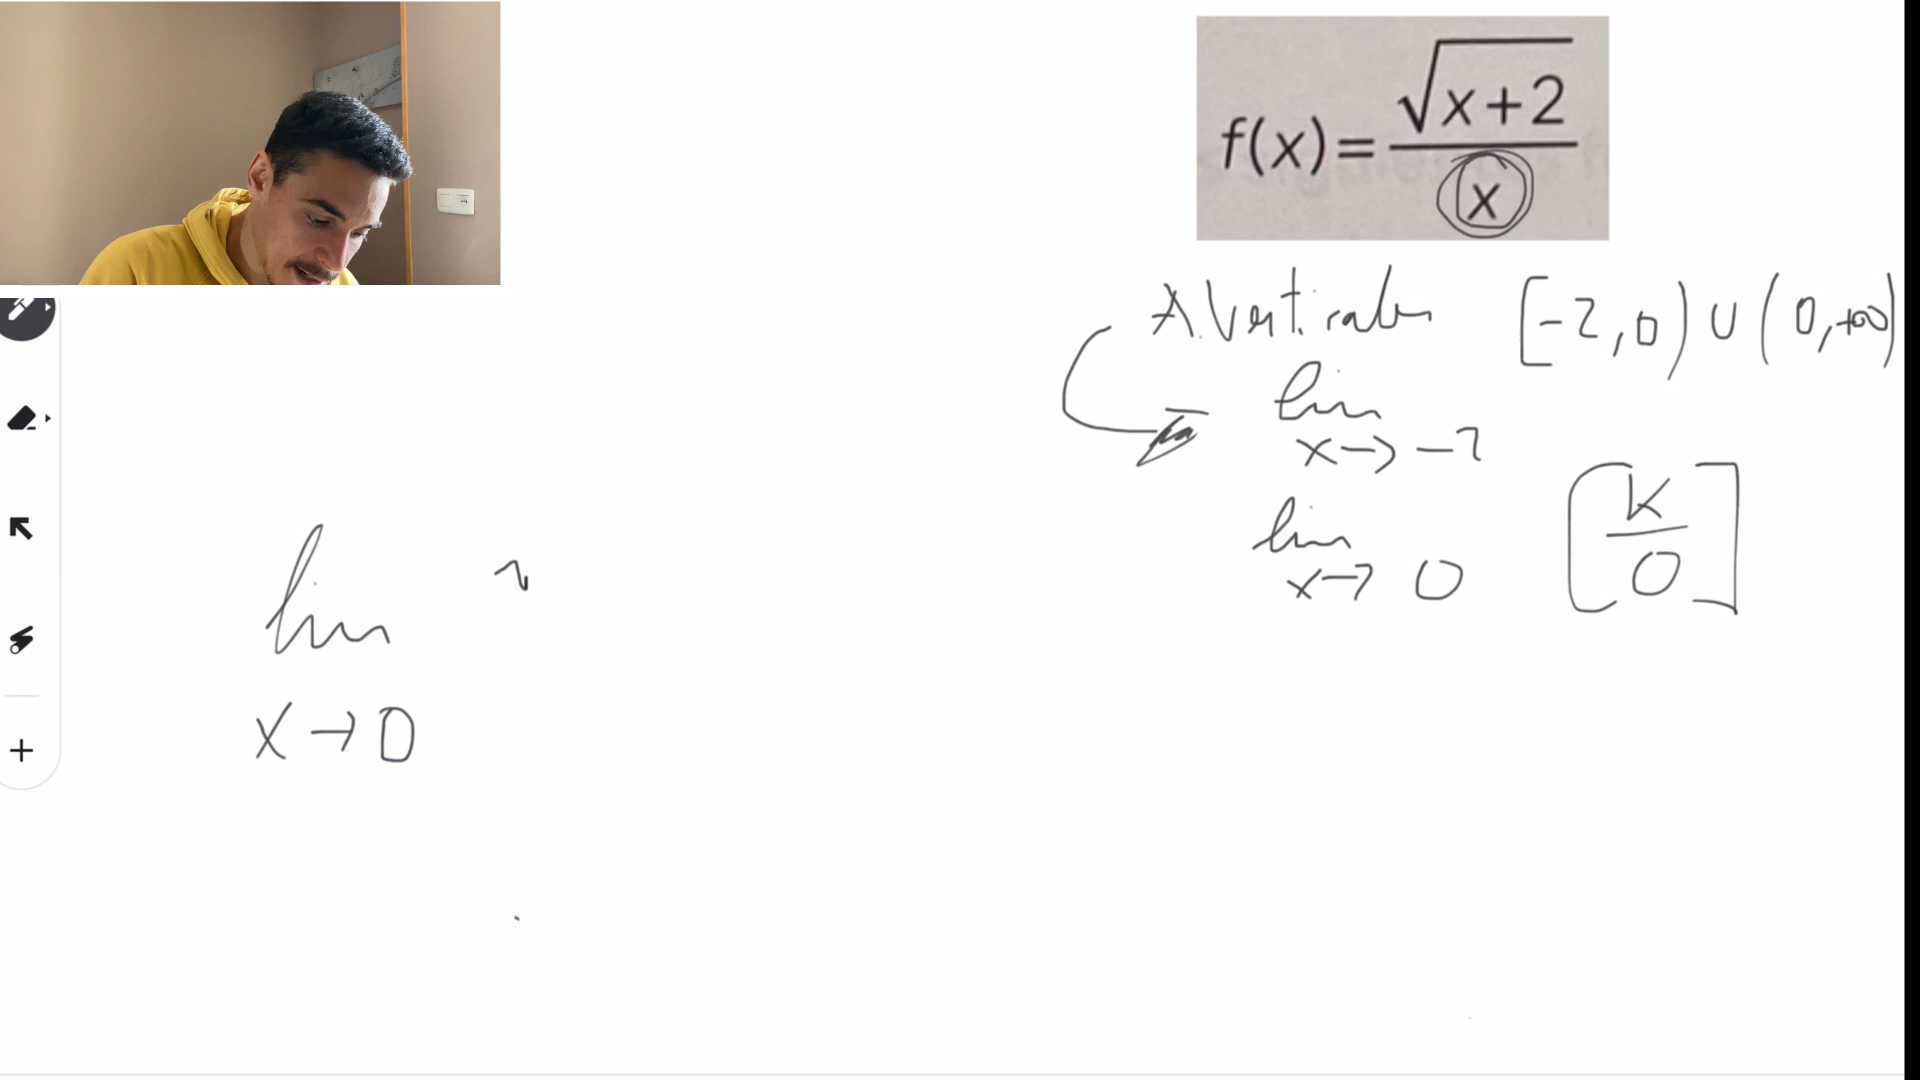 f(x) = √(x+2) / x
A. Verticales [-2, 0) ∪ (0, +∞)
lim
x → -2
lim [K/0]
x → 0
lim
x → 0